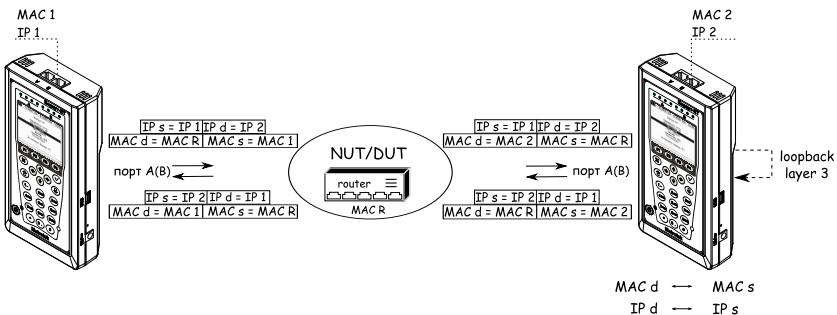 MAC 1
IP 1
MAC 2
IP 2
IP s = IP 1 IP d = IP 2
MAC d = MAC R MAC s = MAC 1
IP s = IP 1 IP d = IP 2
MAC d = MAC 2 MAC s = MAC R
NUT/DUT
порт A(B)
router
порт A(B)
loopback
layer 3
IP s = IP 2 IP d = IP 1
MAC d = MAC 1 MAC s = MAC R
MAC R
IP s = IP 2 IP d = IP 1
MAC d = MAC R MAC s = MAC 2
MAC d ↔ MAC s
IP d ↔ IP s